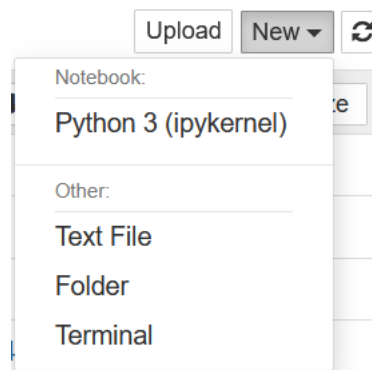 Upload New
Notebook:
Python 3 (ipykernel)
Other:
Text File
Folder
Terminal